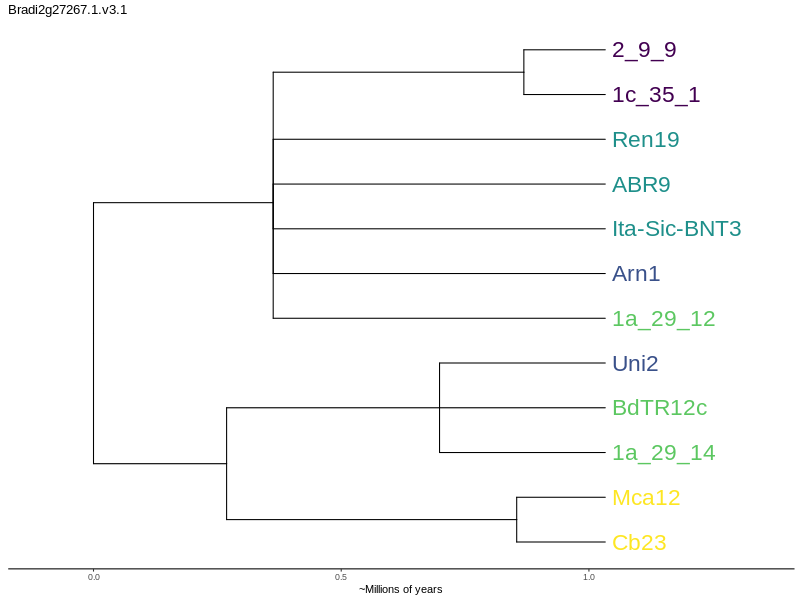 Bradi2g27267.1.v3.1
2_9_9
1c_35_1
Ren19
ABR9
Ita-Sic-BNT3
Arn1
1a_29_12
Uni2
BdTR12c
1a_29_14
Mca12
Cb23
0.0 0.5 1.0
~Millions of years